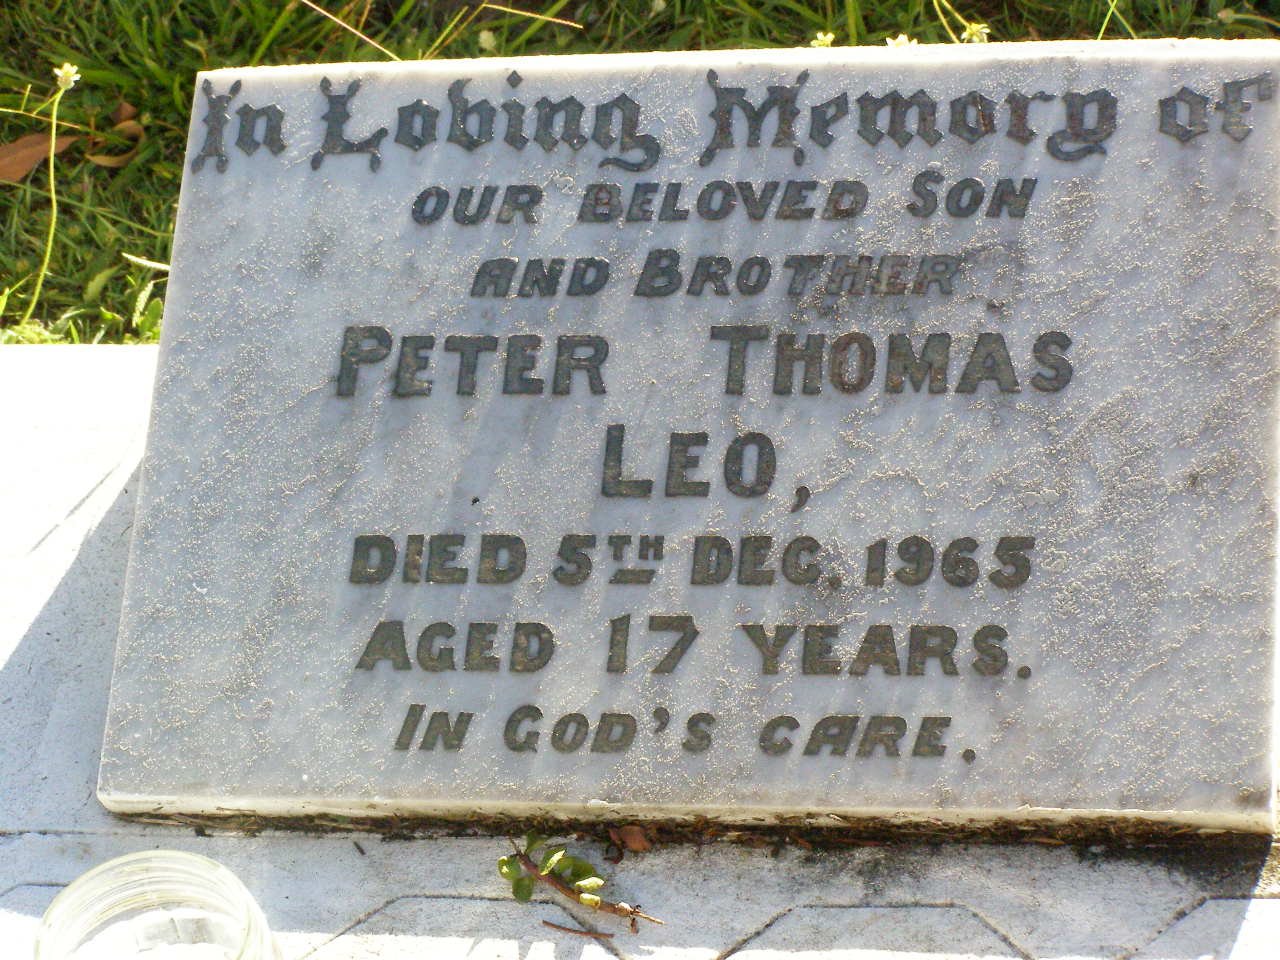 In Loving Memory of
OUR BELOVED SON
AND BROTHER
PETER THOMAS
LEO,
DIED 5TH DEC. 1965
AGED 17 YEARS.
IN GOD'S CARE.